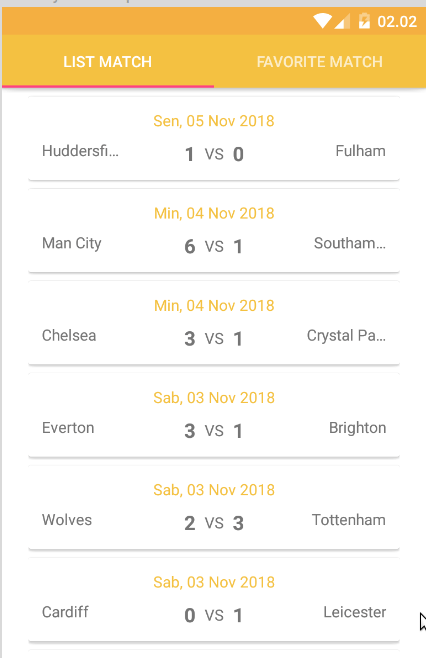 02.02
LIST MATCH FAVORITE MATCH
Sen, 05 Nov 2018
Huddersfi... 1 VS 0 Fulham
Min, 04 Nov 2018
Man City 6 VS 1 Southam...
Min, 04 Nov 2018
Chelsea 3 VS 1 Crystal Pa...
Sab, 03 Nov 2018
Everton 3 VS 1 Brighton
Sab, 03 Nov 2018
Wolves 2 VS 3 Tottenham
Sab, 03 Nov 2018
Cardiff 0 VS 1 Leicester